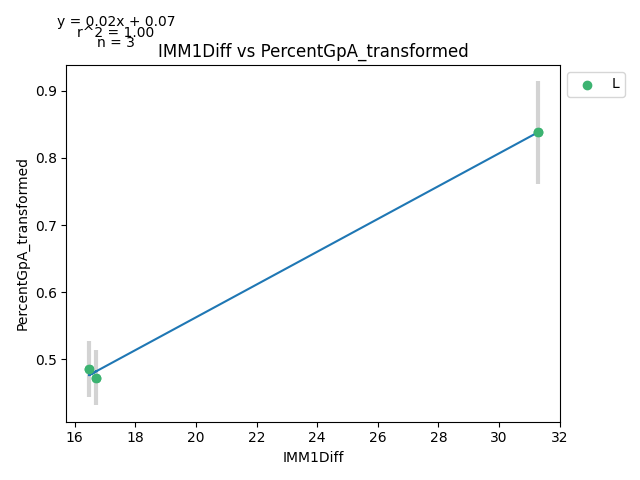 y = 0.02x + 0.07
r^2 = 1.00
n = 3
IMM1Diff vs PercentGpA_transformed
L
0.9
0.8
0.7
0.6
0.5
PercentGpA_transformed
16 18 20 22 24 26 28 30 32
IMM1Diff